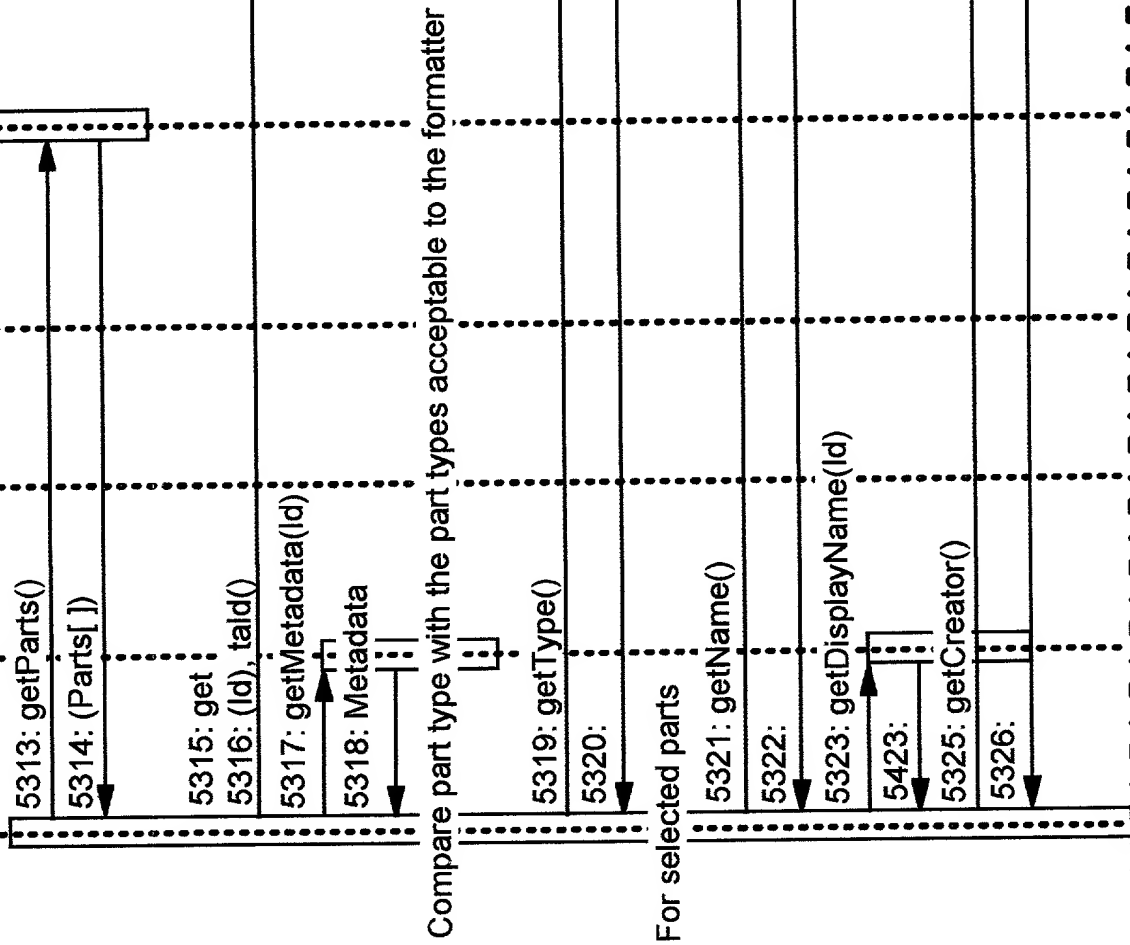 5313: getParts()
5314: (Parts[ ])
5315: get
5316: (Id), taId()
5317: getMetadata(Id)
5318: Metadata
Compare part type with the part types acceptable to the formatter
5319: getType()
5320:
For selected parts
5321: getName()
5322:
5323: getDisplayName(Id)
5423:
5325: getCreator()
5326: